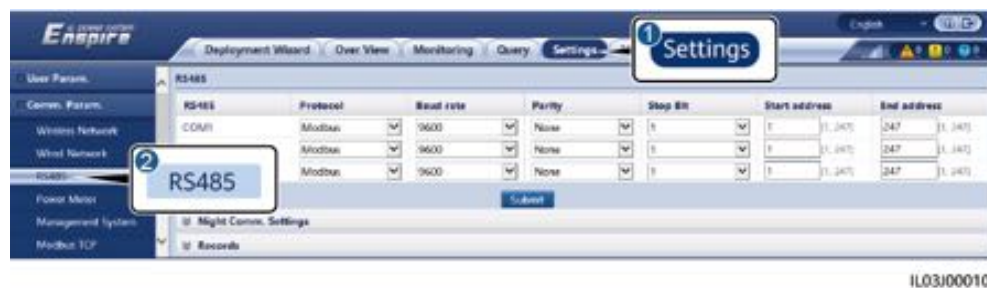 Enspire
English
Deployment Wizard Over View Monitoring Query Settings
1 Settings
User Param.
RS485
Comm. Param.
RS485 Protocol Baud rate Parity Stop Bit Start address End address
Wireless Network
COM1 Modbus 9600 None 1 1 [1, 247] 247 [1, 247]
Wired Network
Modbus 9600 None 1 1 [1, 247] 247 [1, 247]
RS485
2 RS485
Modbus 9600 None 1 1 [1, 247] 247 [1, 247]
Power Meter
Submit
Management System
Night Comm. Settings
Modbus TCP
Records
IL03J00010